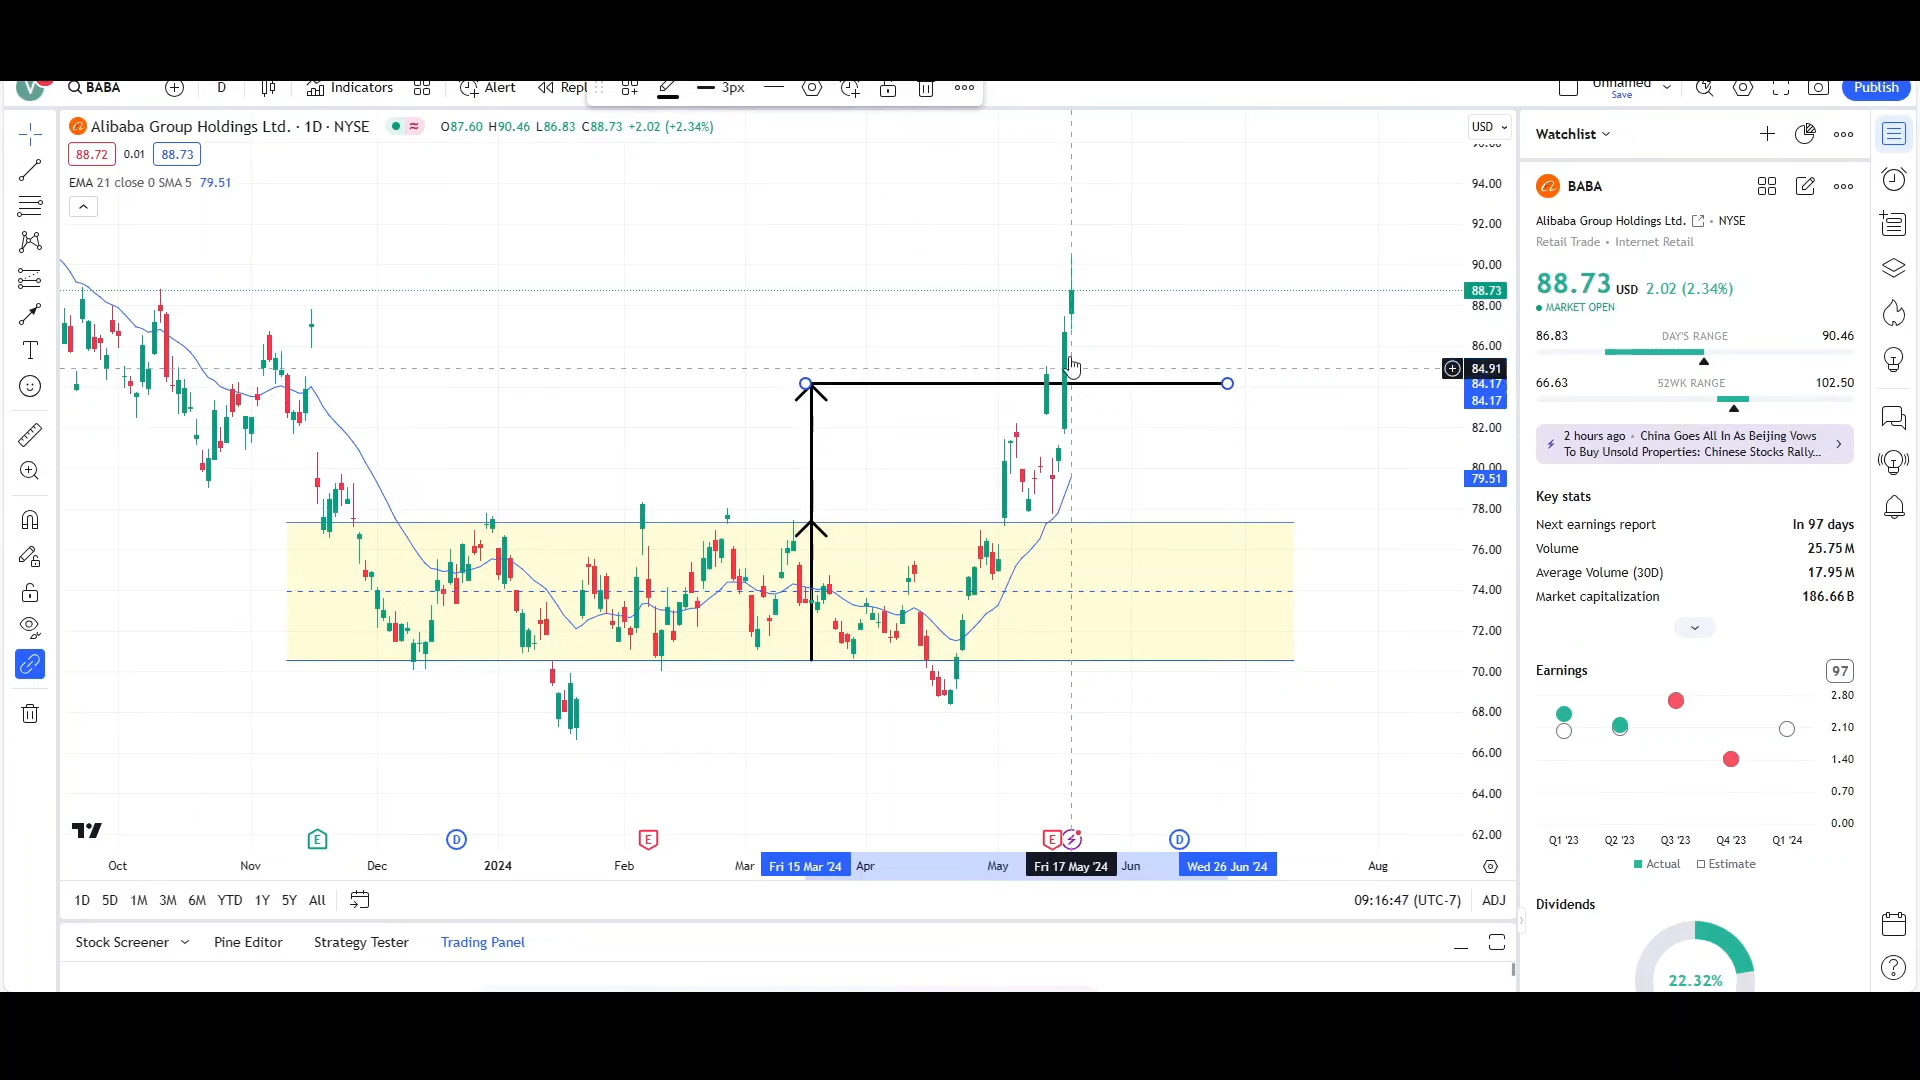 V
BABA
D
Indicators
Alert
Repl
3px
Unnamed
Save
Publish
Alibaba Group Holdings Ltd. · 1D · NYSE
O87.60 H90.46 L86.83 C88.73 +2.02 (+2.34%)
USD
88.72
0.01
88.73
EMA 21 close 0 SMA 5 79.51
94.00
92.00
90.00
88.73
88.00
86.00
84.91
84.17
84.17
82.00
80.00
79.51
78.00
76.00
74.00
72.00
70.00
68.00
66.00
64.00
62.00
E
D
E
E
D
Oct
Nov
Dec
2024
Feb
Mar
Fri 15 Mar '24
Apr
May
Fri 17 May '24
Jun
Wed 26 Jun '24
Aug
1D
5D
1M
3M
6M
YTD
1Y
5Y
All
09:16:47 (UTC-7)
ADJ
Stock Screener
Pine Editor
Strategy Tester
Trading Panel
Watchlist
BABA
Alibaba Group Holdings Ltd. • NYSE
Retail Trade • Internet Retail
88.73 USD 2.02 (2.34%)
MARKET OPEN
86.83 DAY'S RANGE 90.46
66.63 52WK RANGE 102.50
2 hours ago • China Goes All In As Beijing Vows
To Buy Unsold Properties: Chinese Stocks Rally...
Key stats
Next earnings report In 97 days
Volume 25.75M
Average Volume (30D) 17.95M
Market capitalization 186.66B
Earnings 97
2.80
2.10
1.40
0.70
0.00
Q1 '23 Q2 '23 Q3 '23 Q4 '23 Q1 '24
Actual Estimate
Dividends
22.32%